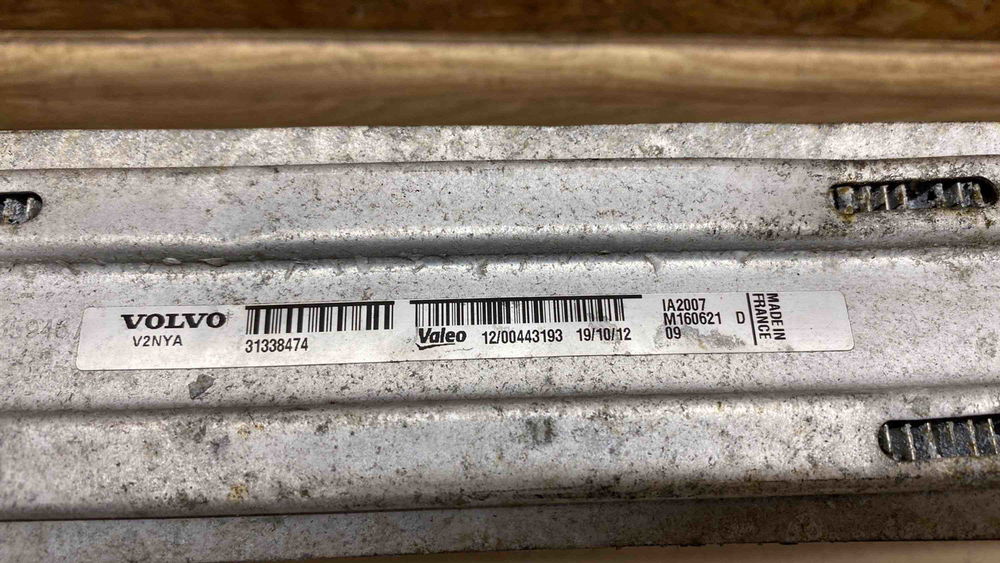 VOLVO
V2NYA
31338474
Valeo
12/00443193 19/10/12
IA2007
M160621 D
09
MADE IN
FRANCE